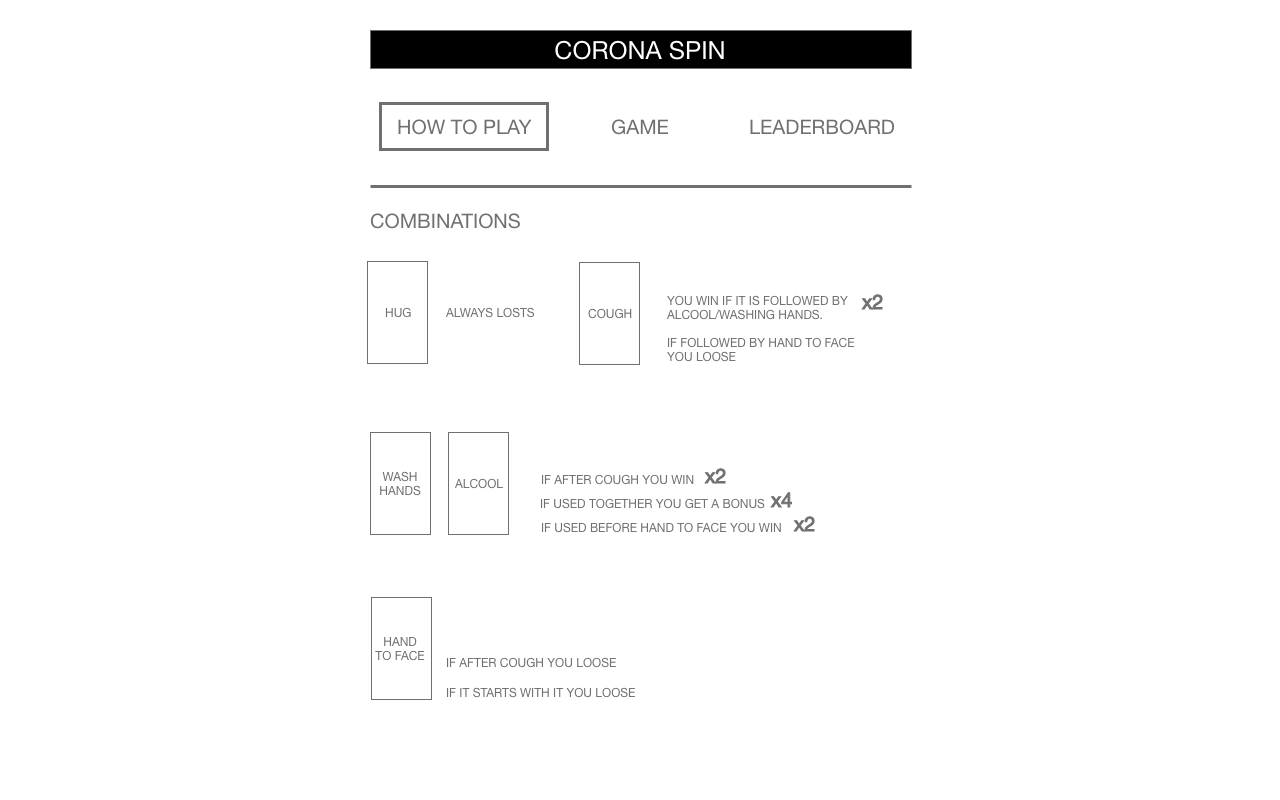 CORONA SPIN
HOW TO PLAY
GAME
LEADERBOARD
COMBINATIONS
HUG
ALWAYS LOSTS
COUGH
YOU WIN IF IT IS FOLLOWED BY x2
ALCOOL/WASHING HANDS.
IF FOLLOWED BY HAND TO FACE
YOU LOOSE
WASH
HANDS
ALCOOL
IF AFTER COUGH YOU WIN x2
IF USED TOGETHER YOU GET A BONUS x4
IF USED BEFORE HAND TO FACE YOU WIN x2
HAND
TO FACE
IF AFTER COUGH YOU LOOSE
IF IT STARTS WITH IT YOU LOOSE